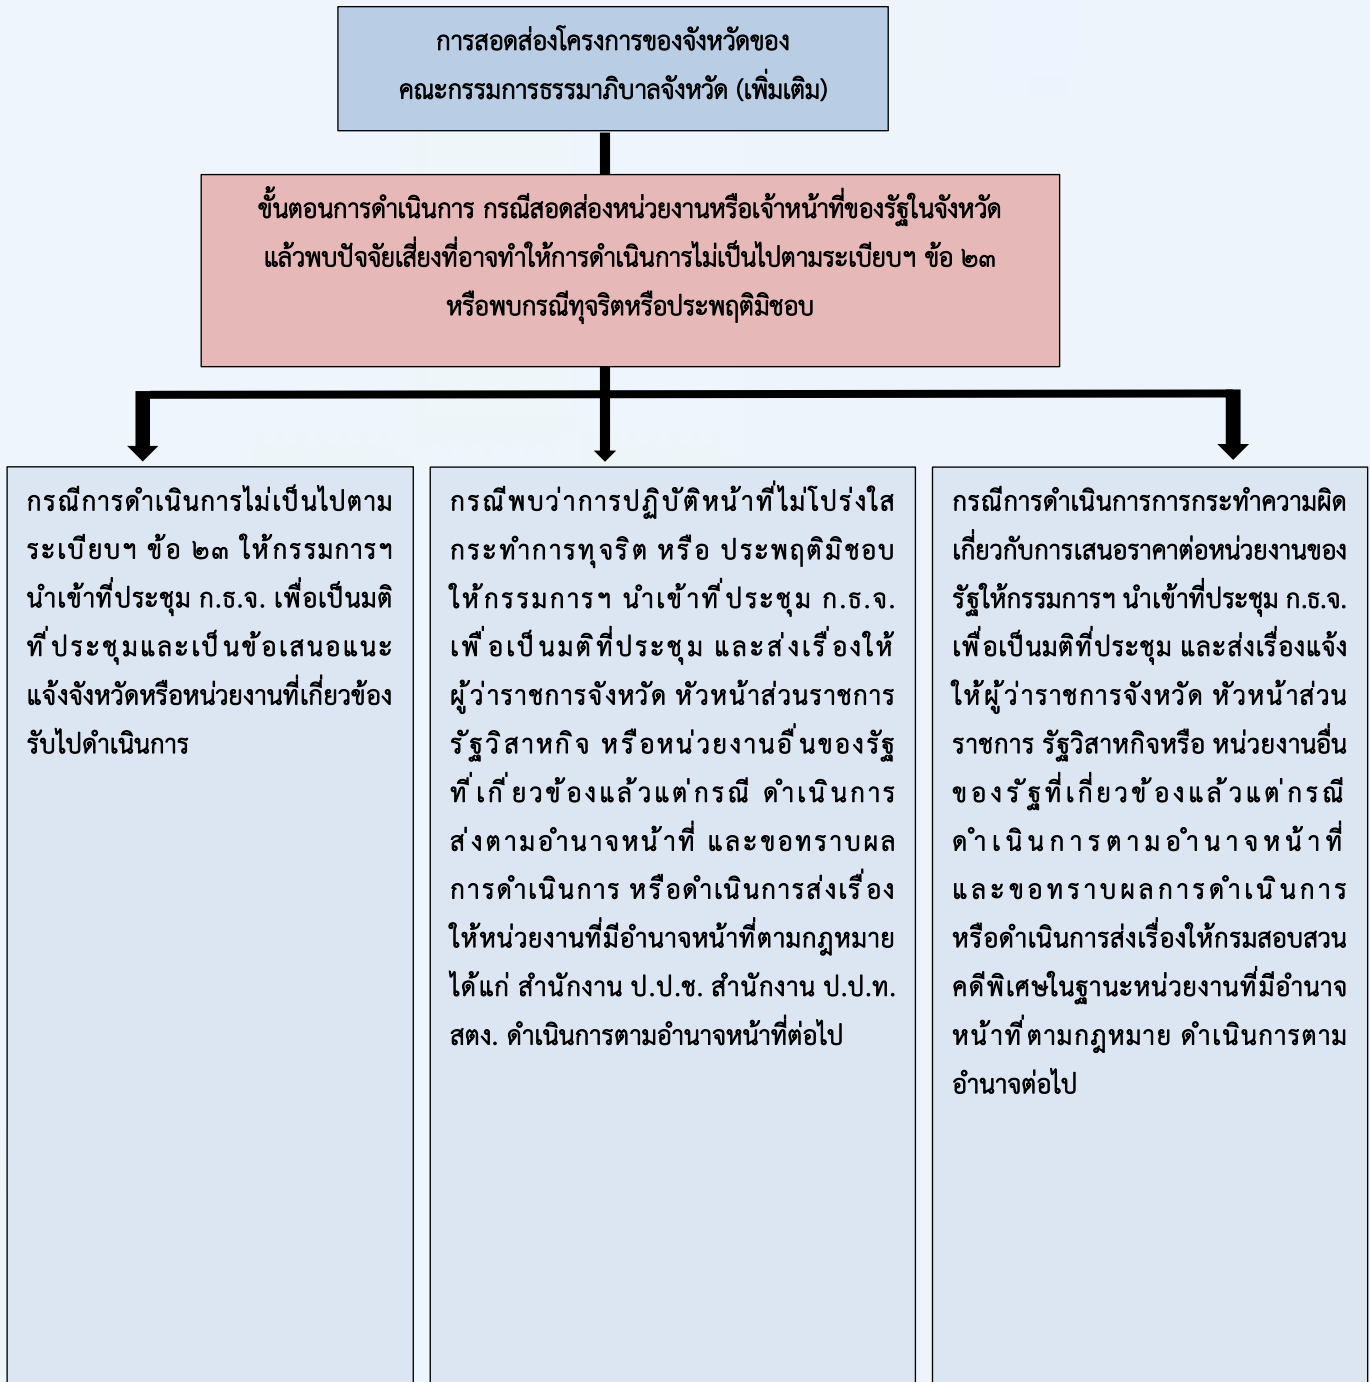 การสอดส่องโครงการของจังหวัดของ
คณะกรรมการธรรมาภิบาลจังหวัด (เพิ่มเติม)
ขั้นตอนการดำเนินการ กรณีสอดส่องหน่วยงานหรือเจ้าหน้าที่ของรัฐในจังหวัด
แล้วพบปัจจัยเสี่ยงที่อาจทำให้การดำเนินการไม่เป็นไปตามระเบียบฯ ข้อ ๒๓
หรือพบกรณีทุจริตหรือประพฤติมิชอบ
กรณีการดำเนินการไม่เป็นไปตาม
ระเบียบฯ ข้อ ๒๓ ให้กรรมการฯ
นำเข้าที่ประชุม ก.ธ.จ. เพื่อเป็นมติ
ที่ประชุมและเป็นข้อเสนอแนะ
แจ้งจังหวัดหรือหน่วยงานที่เกี่ยวข้อง
รับไปดำเนินการ
กรณีพบว่าการปฏิบัติหน้าที่ไม่โปร่งใส
กระทำการทุจริต หรือ ประพฤติมิชอบ
ให้กรรมการฯ นำเข้าที่ประชุม ก.ธ.จ.
เพื่อเป็นมติที่ประชุม และส่งเรื่องให้
ผู้ว่าราชการจังหวัด หัวหน้าส่วนราชการ
รัฐวิสาหกิจ หรือหน่วยงานอื่นของรัฐ
ที่เกี่ยวข้องแล้วแต่กรณี ดำเนินการ
ส่งตามอำนาจหน้าที่ และขอทราบผล
การดำเนินการ หรือดำเนินการส่งเรื่อง
ให้หน่วยงานที่มีอำนาจหน้าที่ตามกฎหมาย
ได้แก่ สำนักงาน ป.ป.ช. สำนักงาน ป.ป.ท.
สตง. ดำเนินการตามอำนาจหน้าที่ต่อไป
กรณีการดำเนินการการกระทำความผิด
เกี่ยวกับการเสนอราคาต่อหน่วยงานของ
รัฐให้กรรมการฯ นำเข้าที่ประชุม ก.ธ.จ.
เพื่อเป็นมติที่ประชุม และส่งเรื่องแจ้ง
ให้ผู้ว่าราชการจังหวัด หัวหน้าส่วน
ราชการ รัฐวิสาหกิจหรือ หน่วยงานอื่น
ของรัฐที่เกี่ยวข้องแล้วแต่กรณี
ดำเนินการตามอำนาจหน้าที่
และขอทราบผลการดำเนินการ
หรือดำเนินการส่งเรื่องให้กรมสอบสวน
คดีพิเศษในฐานะหน่วยงานที่มีอำนาจ
หน้าที่ตามกฎหมาย ดำเนินการตาม
อำนาจต่อไป